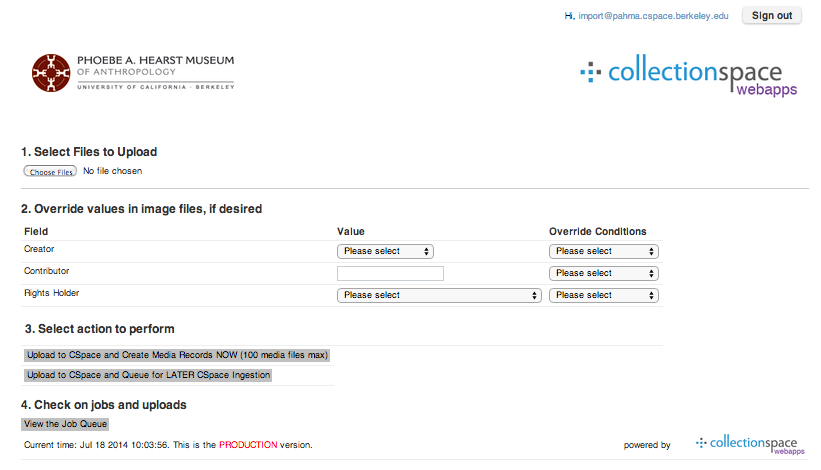 Hi, import@pahma.cspace.berkeley.edu Sign out
PHOEBE A. HEARST MUSEUM
OF ANTHROPOLOGY
UNIVERSITY OF CALIFORNIA · BERKELEY
collectionspace
webapps
1. Select Files to Upload
Choose Files No file chosen
2. Override values in image files, if desired
Field Value Override Conditions
Creator Please select Please select
Contributor Please select
Rights Holder Please select Please select
3. Select action to perform
Upload to CSpace and Create Media Records NOW (100 media files max)
Upload to CSpace and Queue for LATER CSpace Ingestion
4. Check on jobs and uploads
View the Job Queue
Current time: Jul 18 2014 10:03:56. This is the PRODUCTION version. powered by collectionspace
webapps